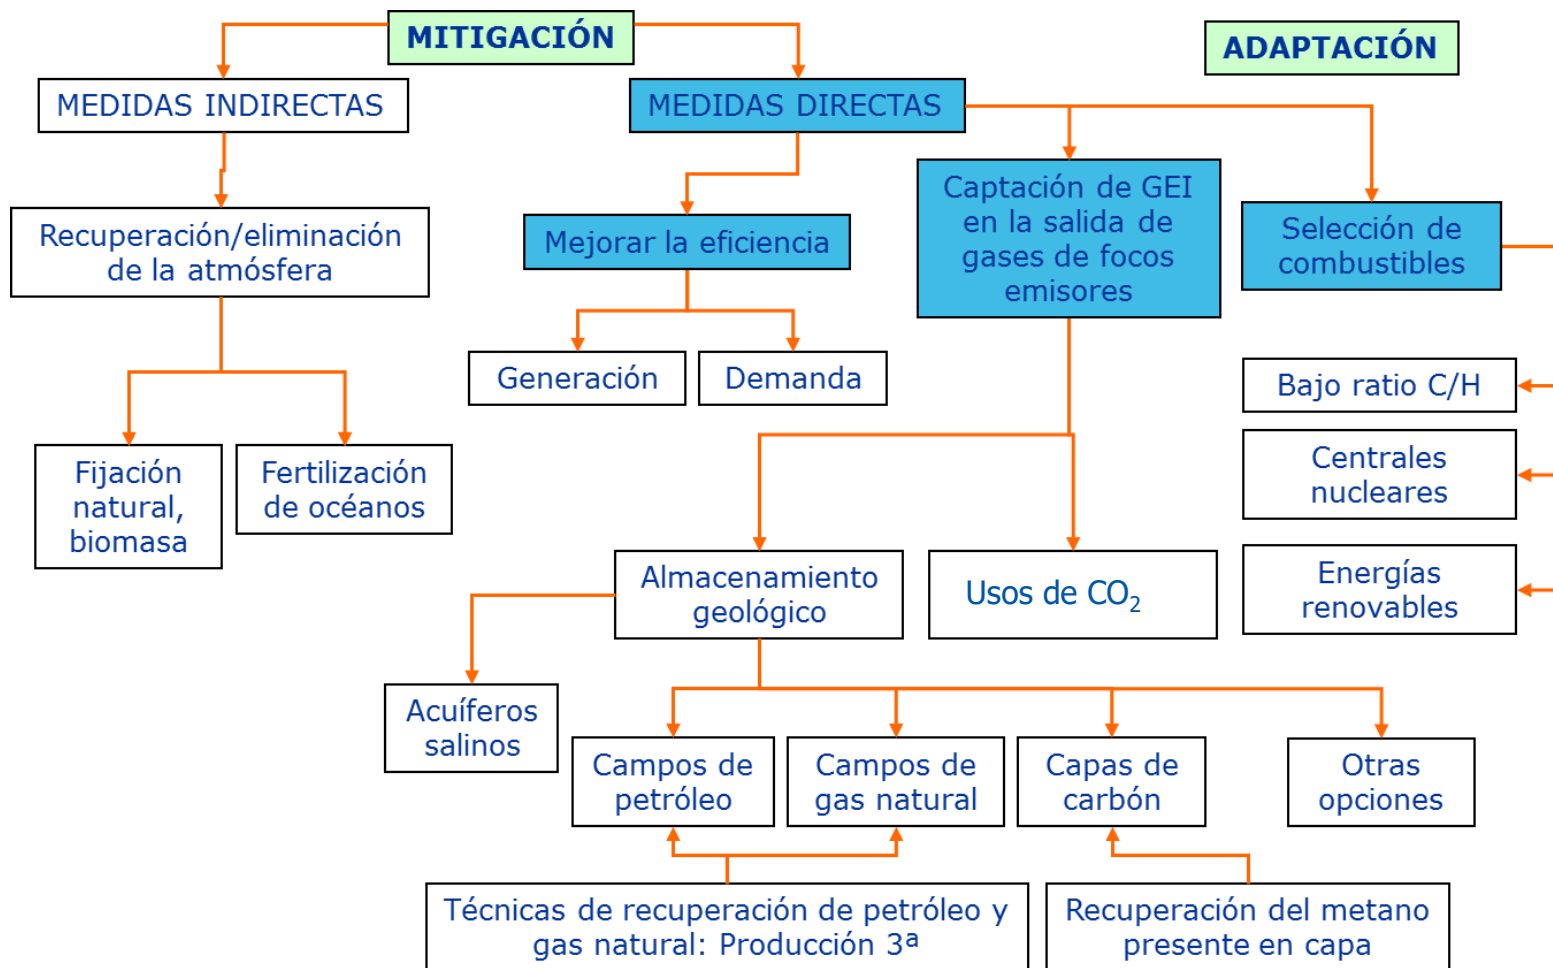 MITIGACIÓN
ADAPTACIÓN
MEDIDAS INDIRECTAS
MEDIDAS DIRECTAS
Recuperación/eliminación
de la atmósfera
Mejorar la eficiencia
Captación de GEI
en la salida de
gases de focos
emisores
Selección de
combustibles
Generación
Demanda
Bajo ratio C/H
Centrales
nucleares
Energías
renovables
Fijación
natural,
biomasa
Fertilización
de océanos
Almacenamiento
geológico
Usos de CO₂
Acuíferos
salinos
Campos de
petróleo
Campos de
gas natural
Capas de
carbón
Otras
opciones
Técnicas de recuperación de petróleo y
gas natural: Producción 3ª
Recuperación del metano
presente en capa